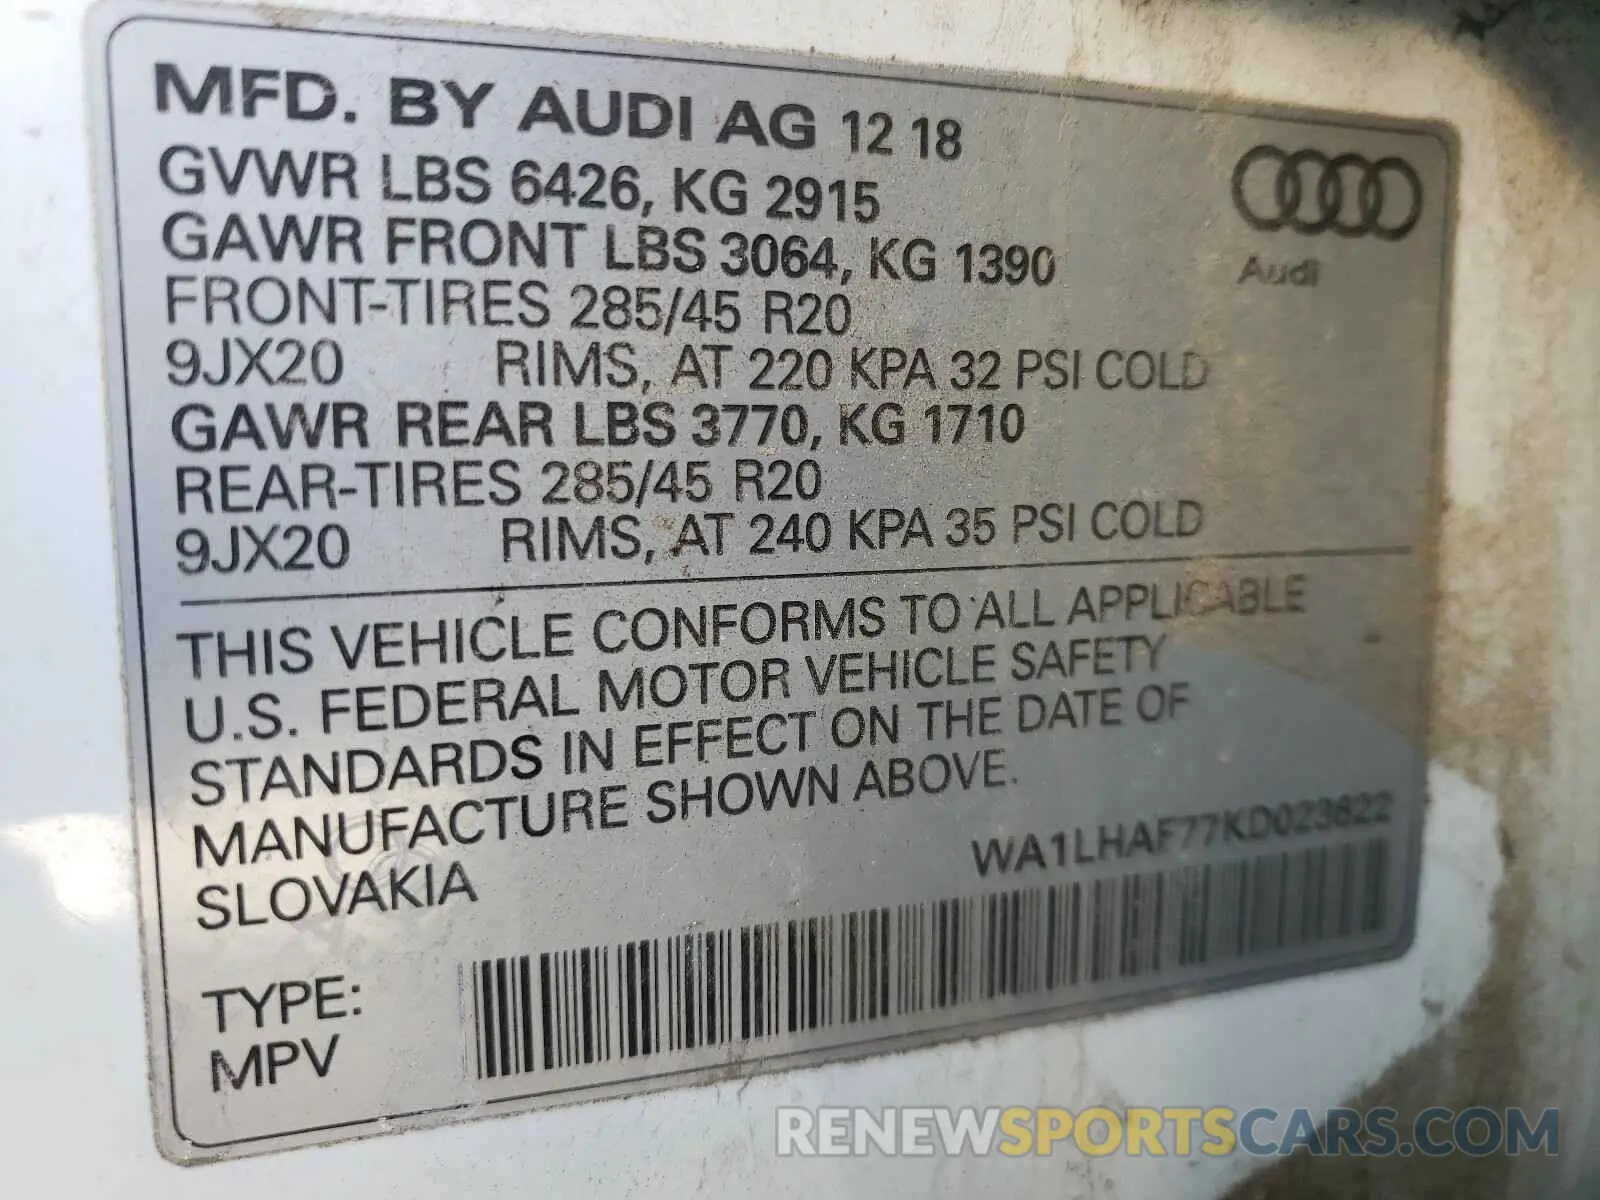 MFD. BY AUDI AG 12 18
GVWR LBS 6426, KG 2915
GAWR FRONT LBS 3064, KG 1390
FRONT-TIRES 285/45 R20
9JX20 RIMS, AT 220 KPA 32 PSI COLD
GAWR REAR LBS 3770, KG 1710
REAR-TIRES 285/45 R20
9JX20 RIMS, AT 240 KPA 35 PSI COLD
Audi
THIS VEHICLE CONFORMS TO ALL APPLICABLE
U.S. FEDERAL MOTOR VEHICLE SAFETY
STANDARDS IN EFFECT ON THE DATE OF
MANUFACTURE SHOWN ABOVE.
SLOVAKIA
WA1LHAF77KD023622
TYPE:
MPV
RENEWSPORTSCARS.COM